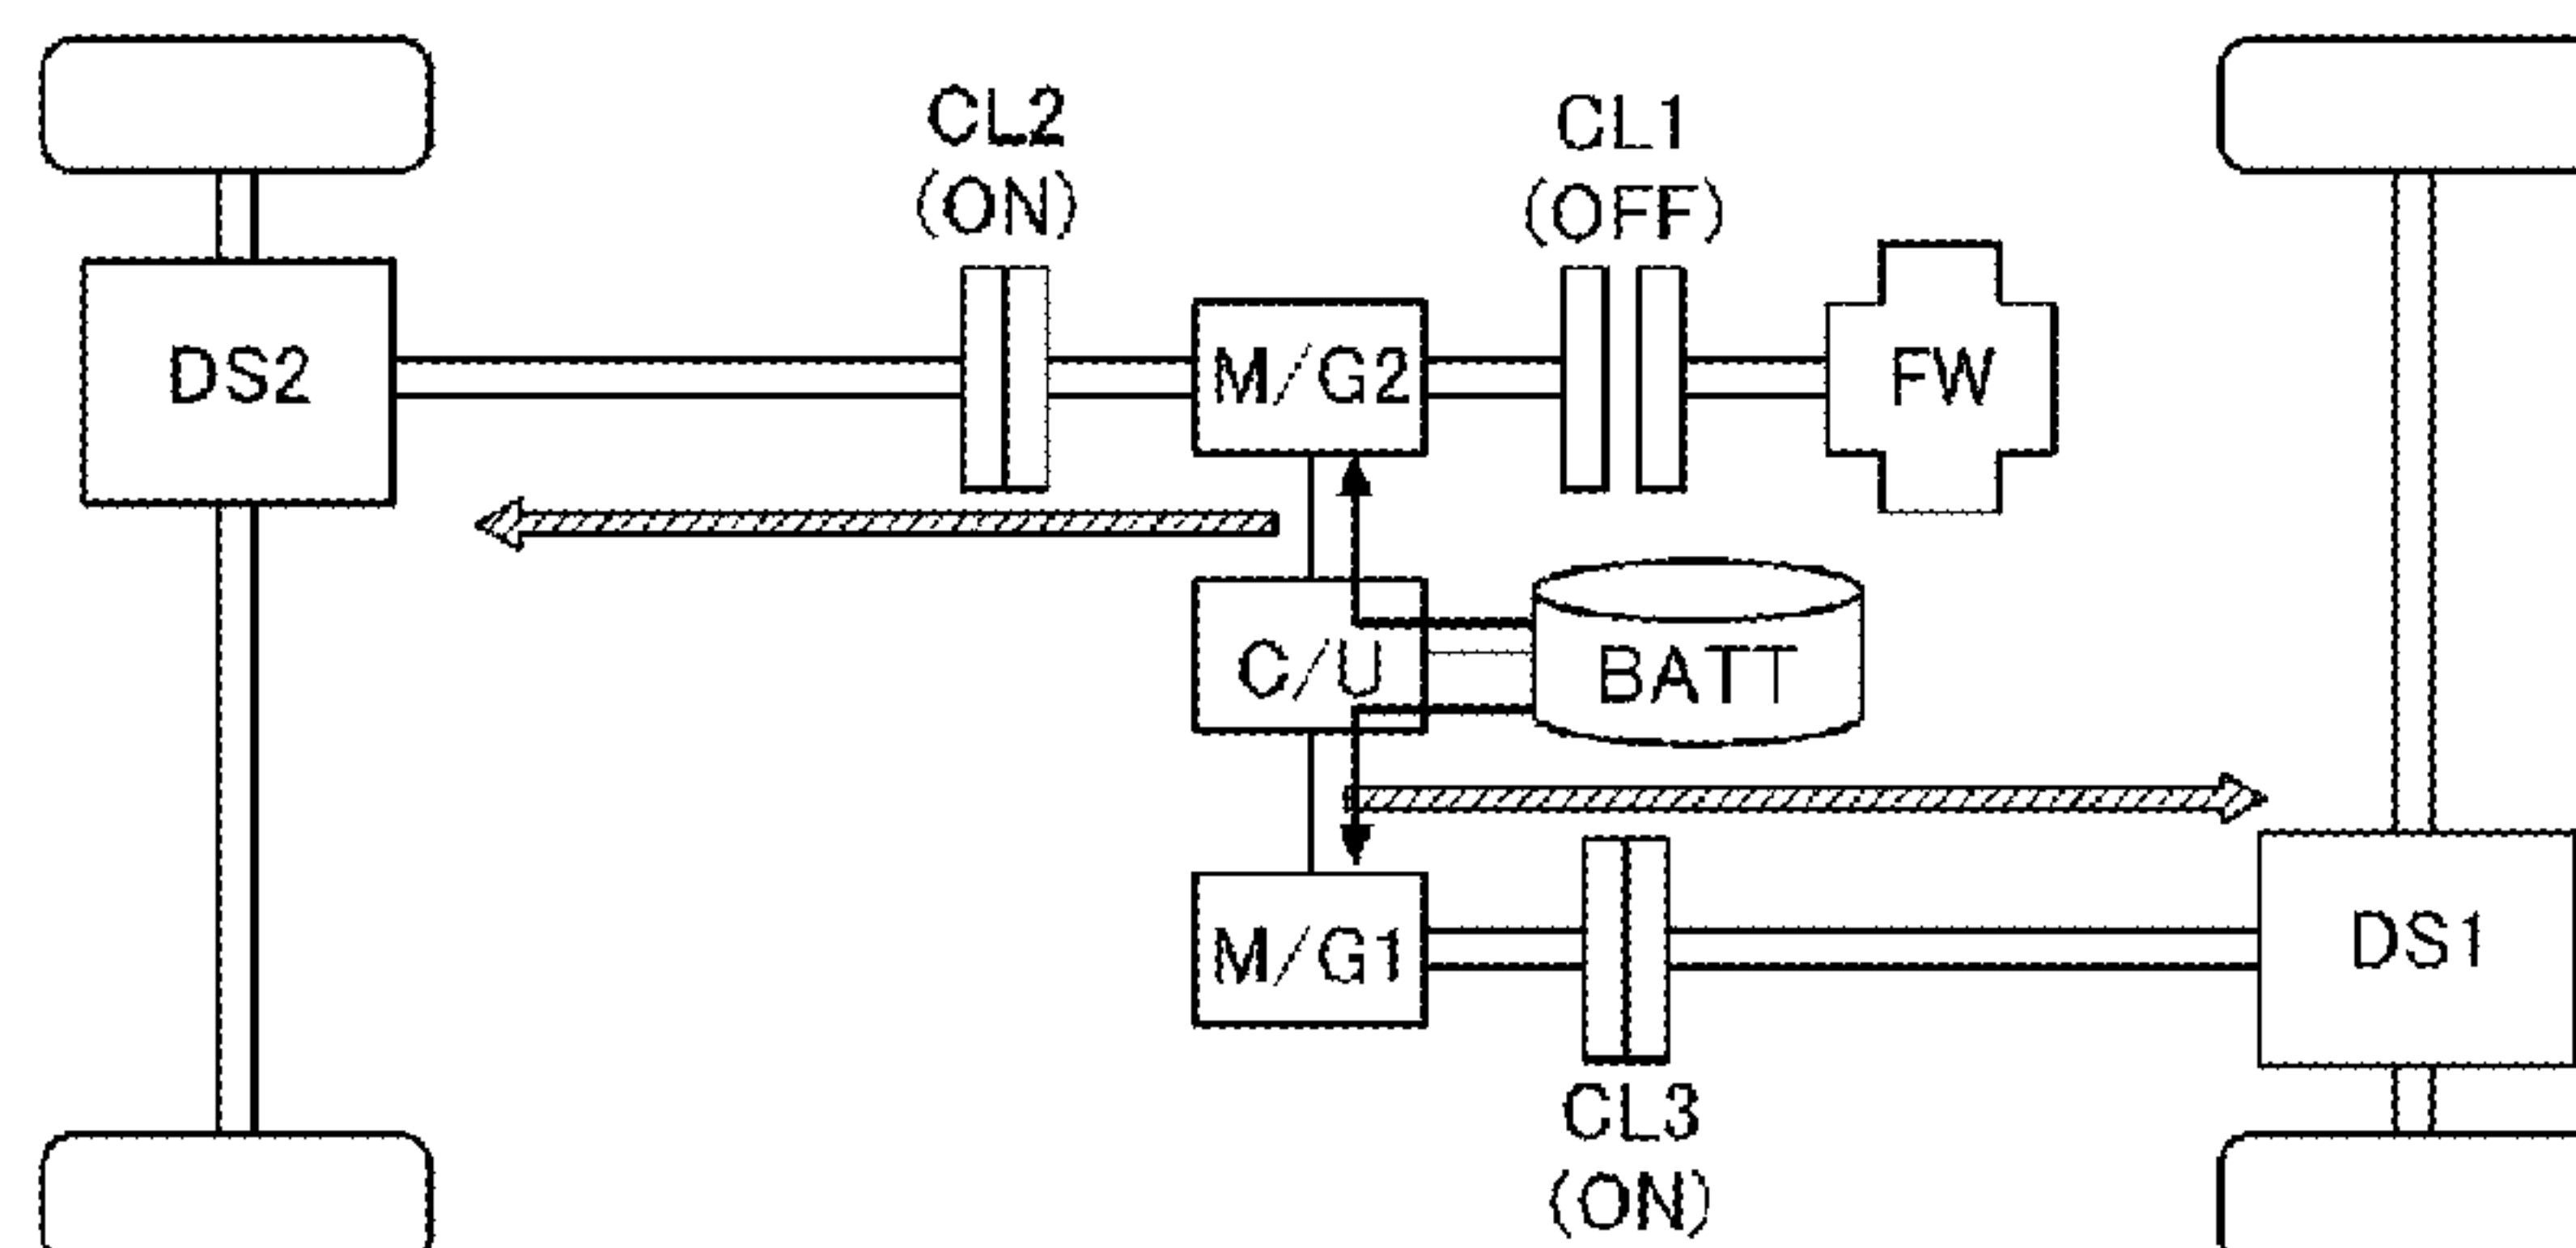 CL2
(ON)
CL1
(OFF)
DS2
M/G2
FW
C/U
BATT
M/G1
DS1
CL3
(ON)